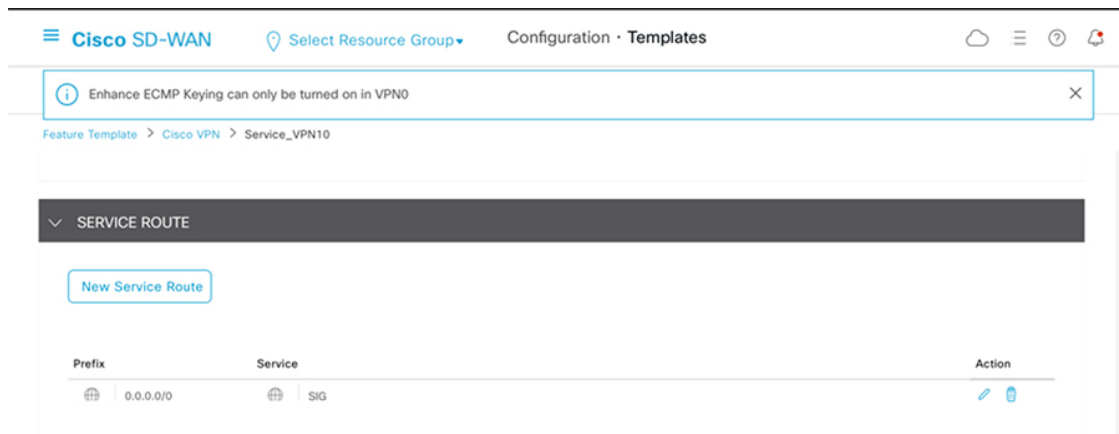 Cisco SD-WAN Select Resource Group Configuration · Templates
Enhance ECMP Keying can only be turned on in VPN0
Feature Template > Cisco VPN > Service_VPN10
SERVICE ROUTE
New Service Route
Prefix Service Action
0.0.0.0/0 SIG